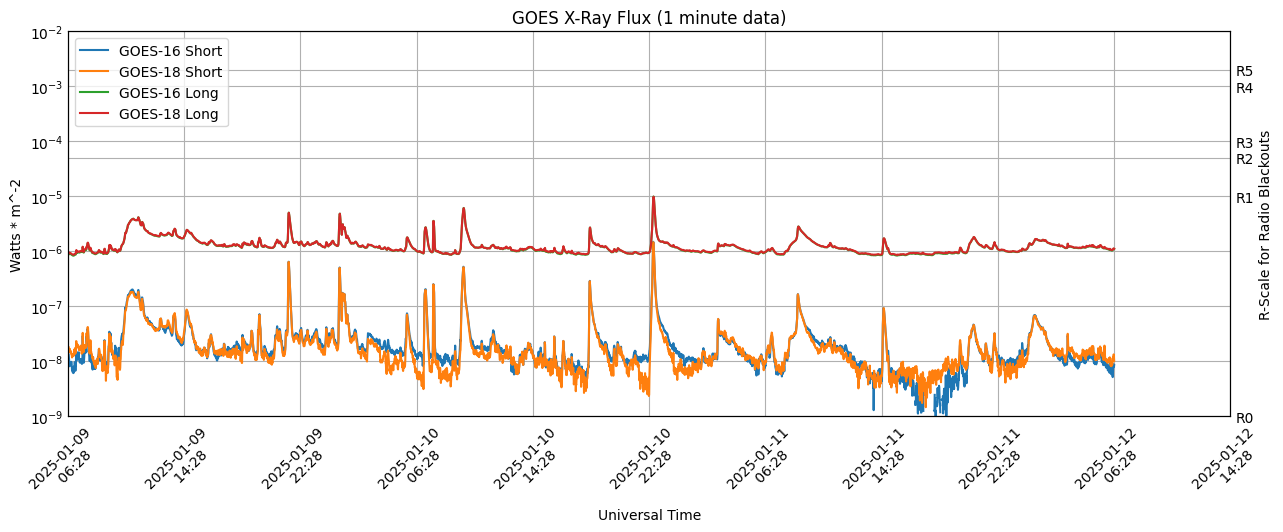 GOES X-Ray Flux (1 minute data)
GOES-16 Short
GOES-18 Short
GOES-16 Long
GOES-18 Long
Watts * m^-2
10^-2
10^-3
10^-4
10^-5
10^-6
10^-7
10^-8
10^-9
R5
R4
R3
R2
R1
R0
R-Scale for Radio Blackouts
2025-01-09
06:28
2025-01-09
14:28
2025-01-09
22:28
2025-01-10
06:28
2025-01-10
14:28
2025-01-10
22:28
2025-01-11
06:28
2025-01-11
14:28
2025-01-11
22:28
2025-01-12
06:28
2025-01-12
14:28
Universal Time